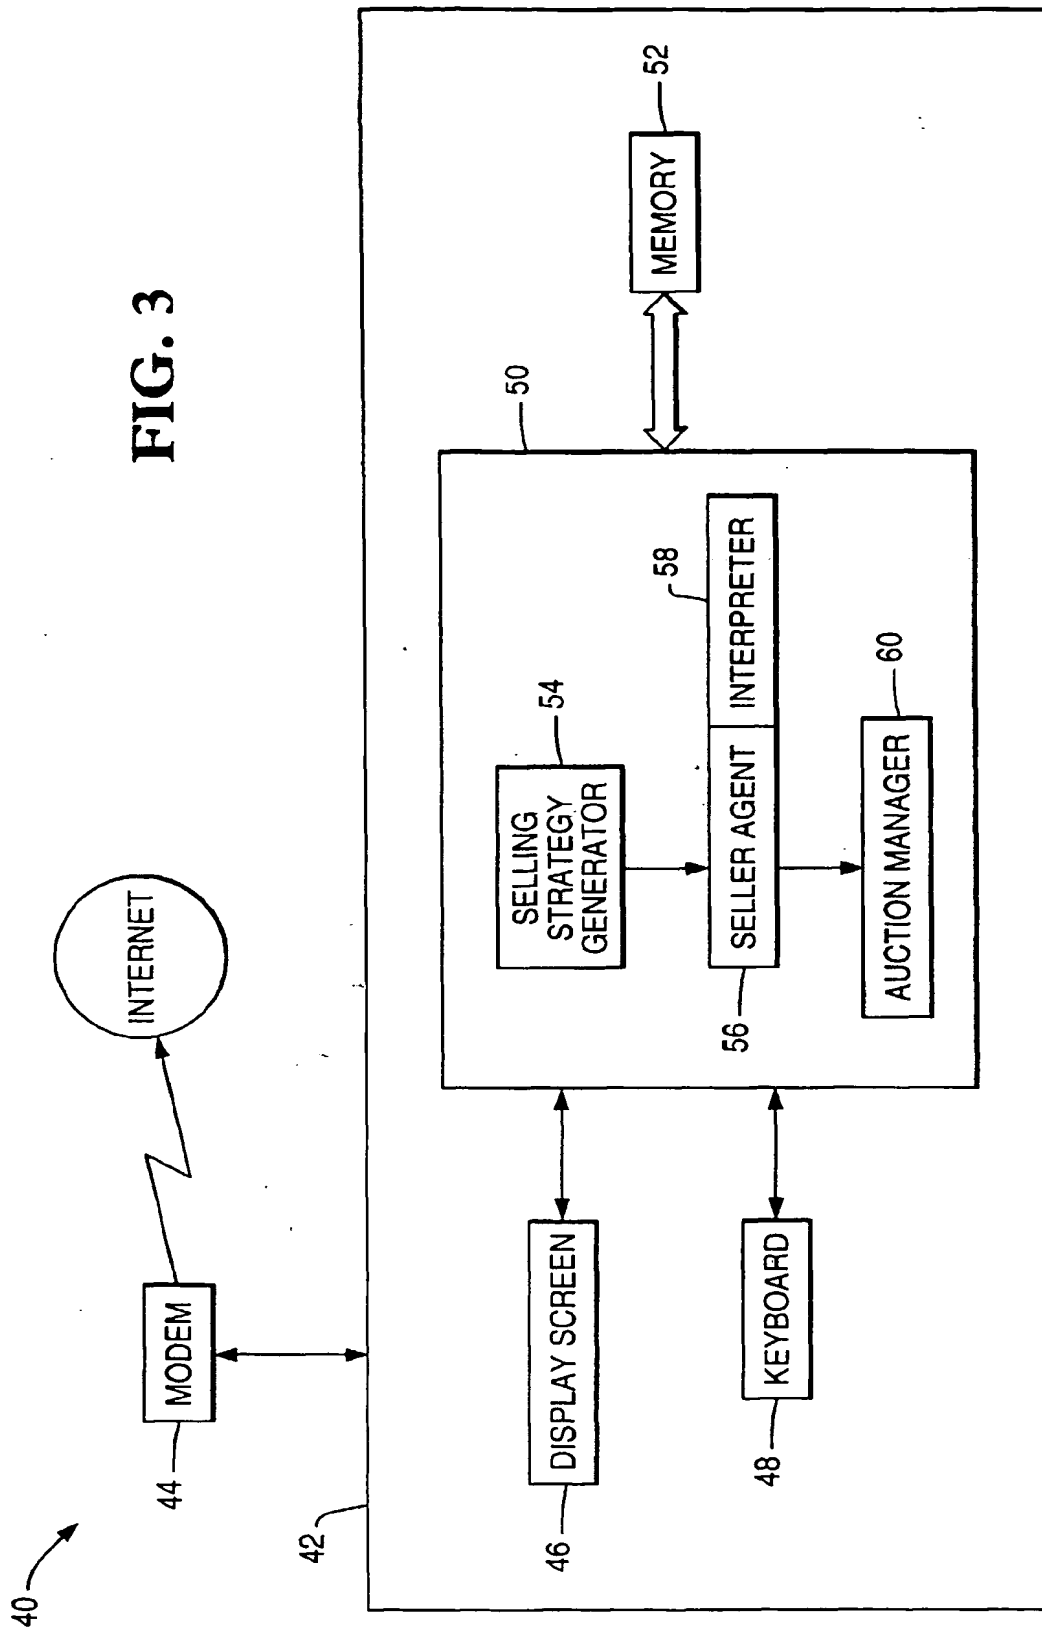 FIG. 3
40
INTERNET
MODEM
44
42
50
52
MEMORY
SELLING
STRATEGY
GENERATOR
54
58
SELLER AGENT
INTERPRETER
56
60
AUCTION MANAGER
DISPLAY SCREEN
46
KEYBOARD
48